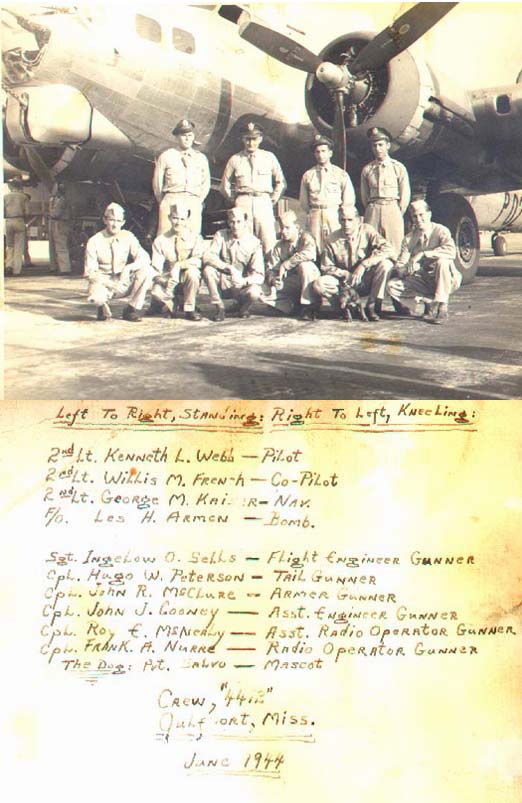 Left To Right, Standing: Right To Left, Kneeling:
2nd Lt. Kenneth L. Webb — Pilot
2nd Lt. Willis M. French — Co-Pilot
2nd Lt. George M. Kaiser — Nav.
F/O. Les H. Armen — Bomb.
Sgt. Ingelow O. Sells — Flight Engineer Gunner
Cpl. Hugo W. Peterson — Tail Gunner
Cpl. John R. McClure — Armer Gunner
Cpl. John J. Cooney — Asst. Engineer Gunner
Cpl. Roy E. McNealy — Asst. Radio Operator Gunner
Cpl. Frank A. Nurre — Radio Operator Gunner
The Dog: Pvt. Salvo — Mascot
Crew,
Gulfport, Miss.
June 1944